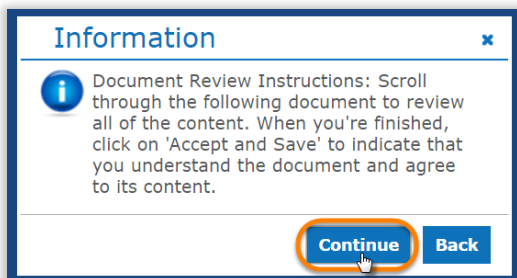 Information
Document Review Instructions: Scroll
through the following document to review
all of the content. When you're finished,
click on 'Accept and Save' to indicate that
you understand the document and agree
to its content.
Continue Back